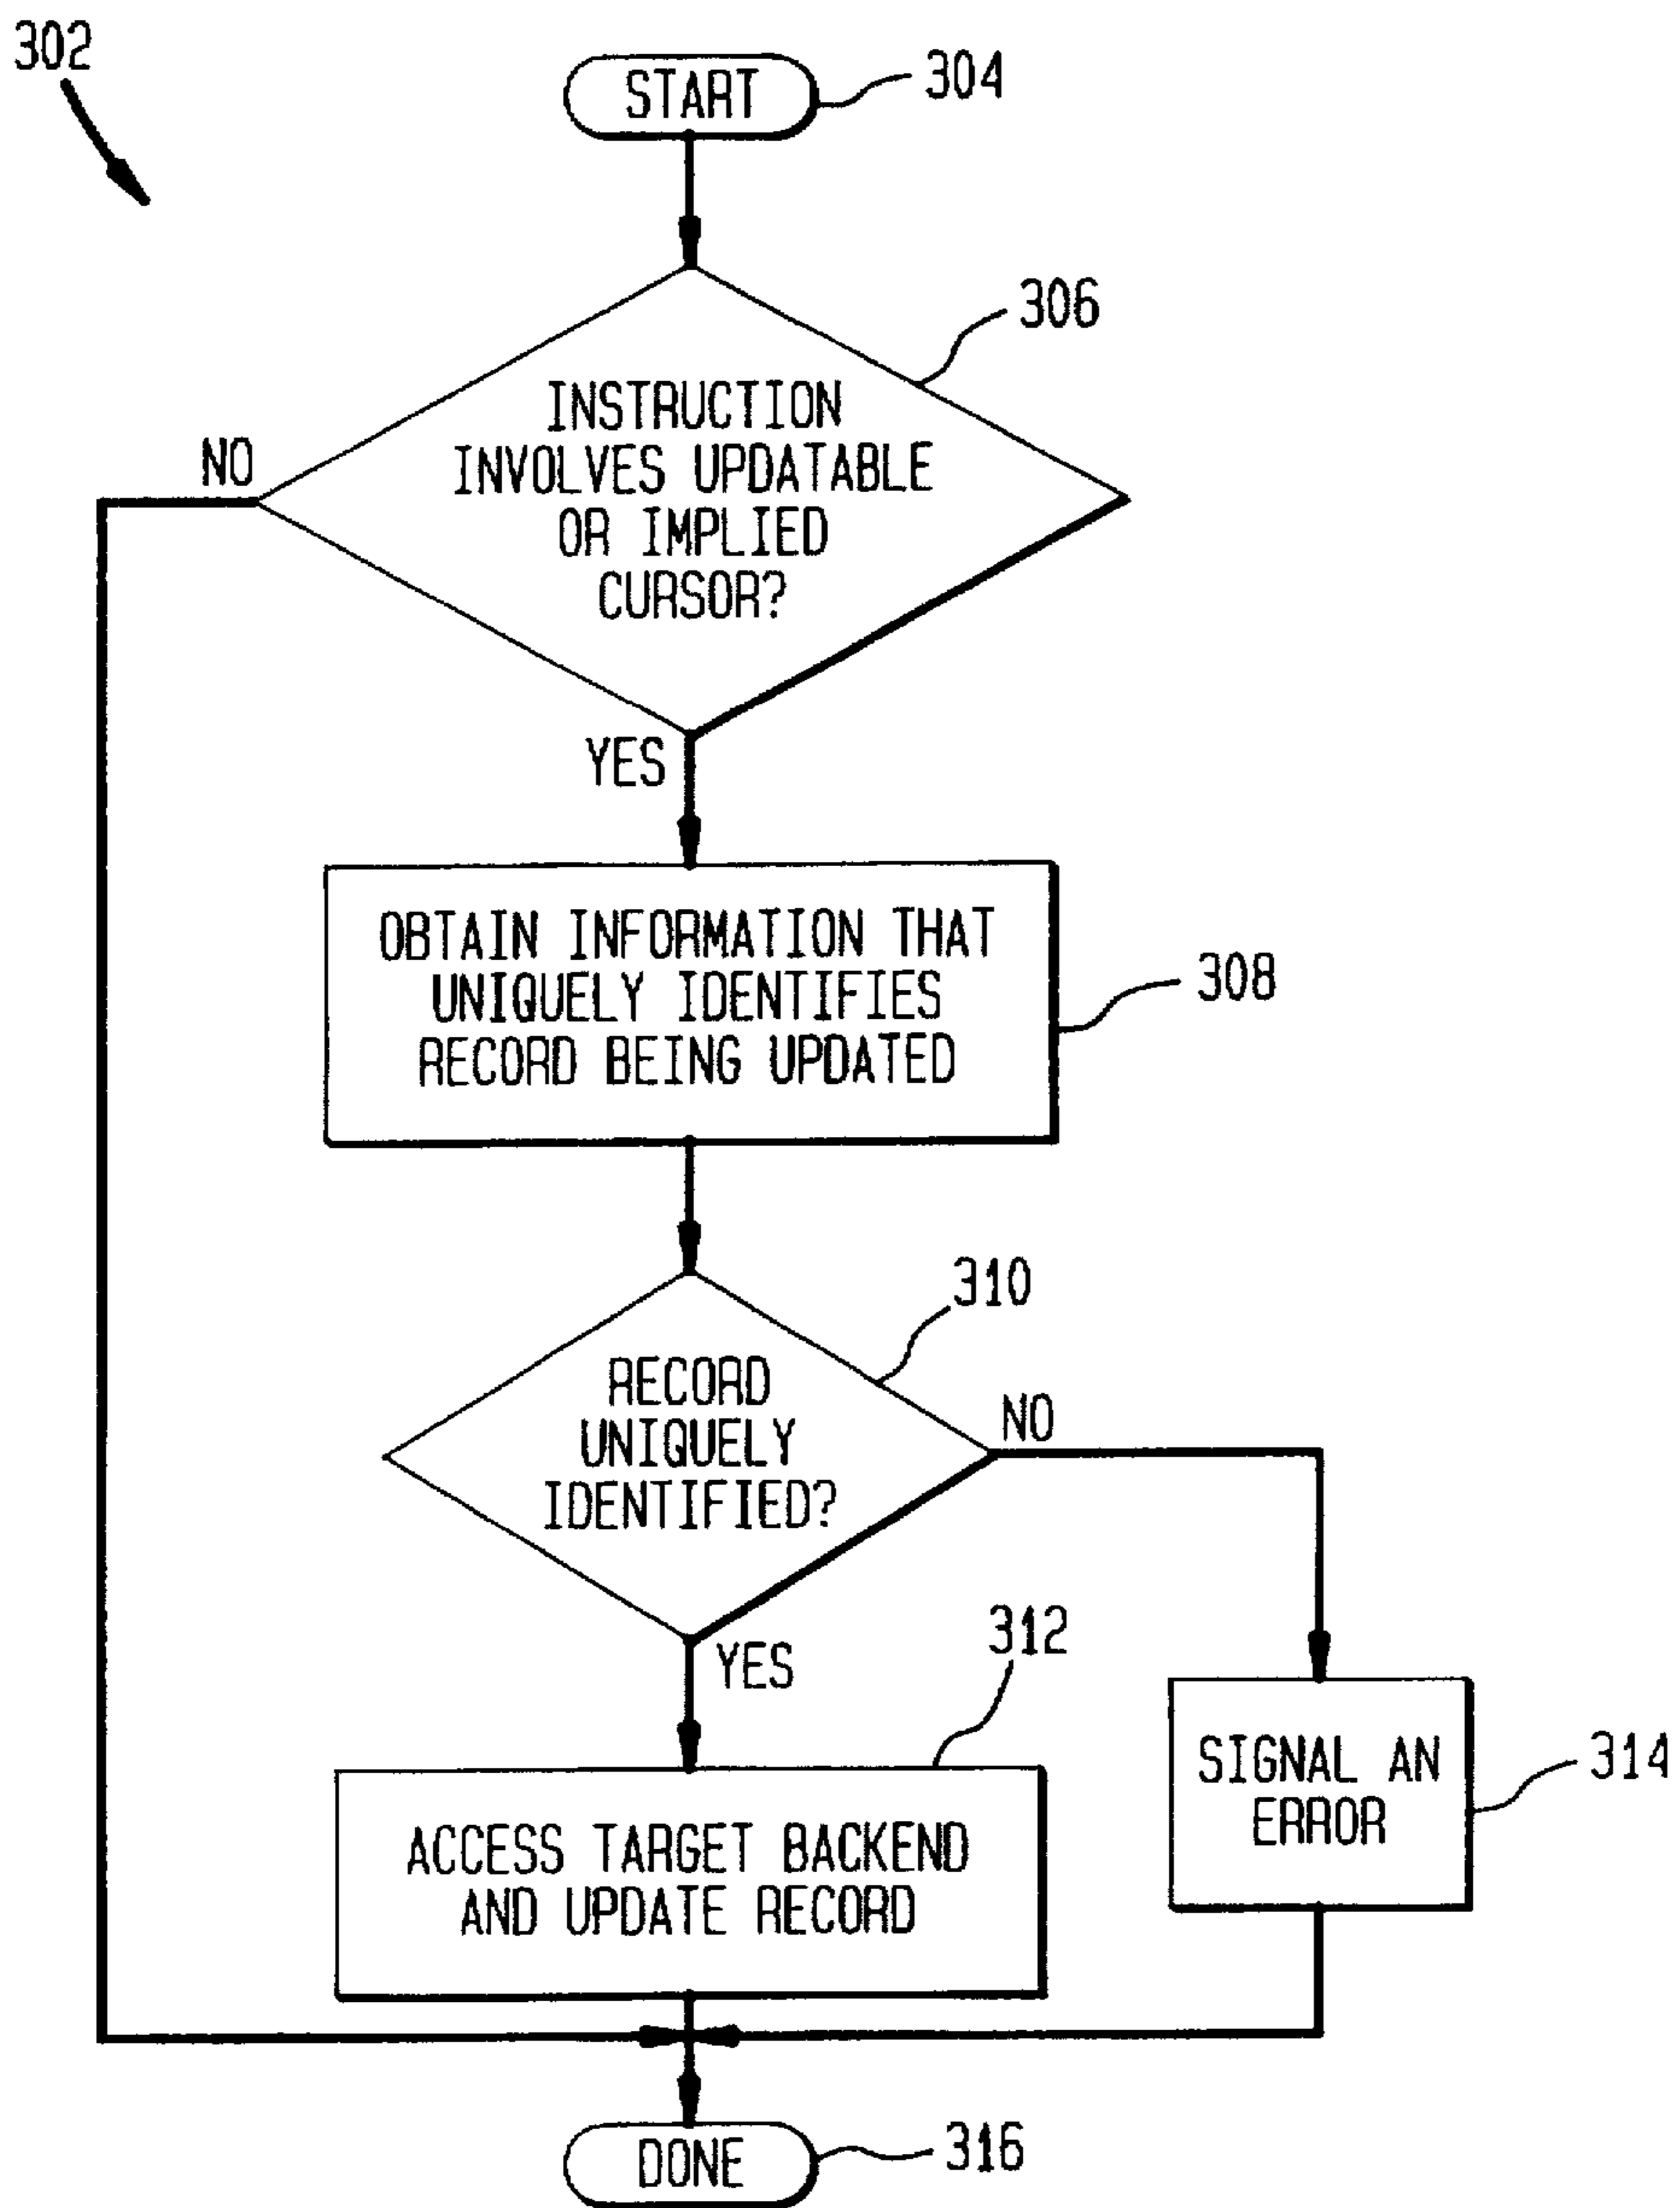 302
START
304
306
INSTRUCTION
INVOLVES UPDATABLE
OR IMPLIED
CURSOR?
NO
YES
OBTAIN INFORMATION THAT
UNIQUELY IDENTIFIES
RECORD BEING UPDATED
308
310
RECORD
UNIQUELY
IDENTIFIED?
NO
YES
312
ACCESS TARGET BACKEND
AND UPDATE RECORD
SIGNAL AN
ERROR
314
DONE
316